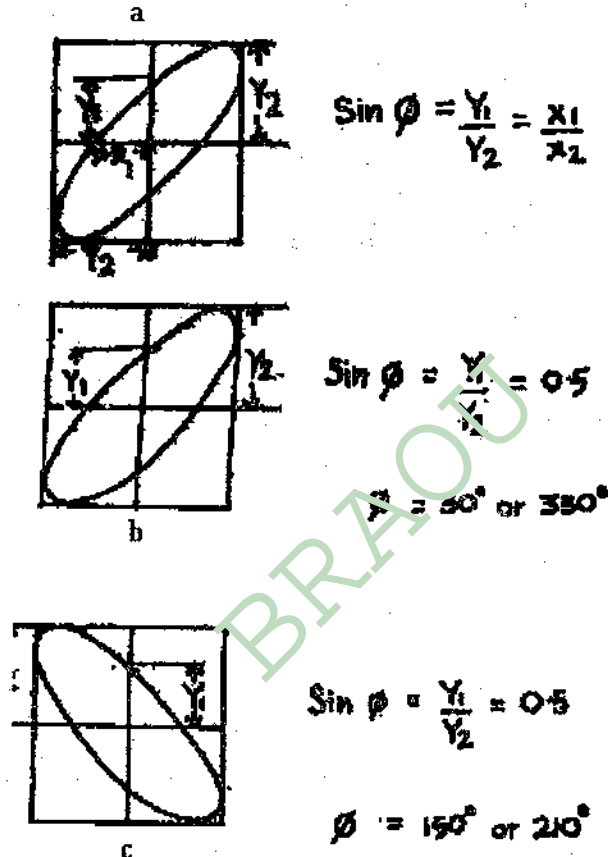 a
Y1
Y2
x1
Sin ø = Y1/Y2 = x1/x2
Y2
Y1
Y2
Sin ø = Y1/Y2 = 0.5
ø = 30° or 330°
b
BRAOU
Y1
Sin ø = Y1/Y2 = 0.5
ø = 150° or 210°
c